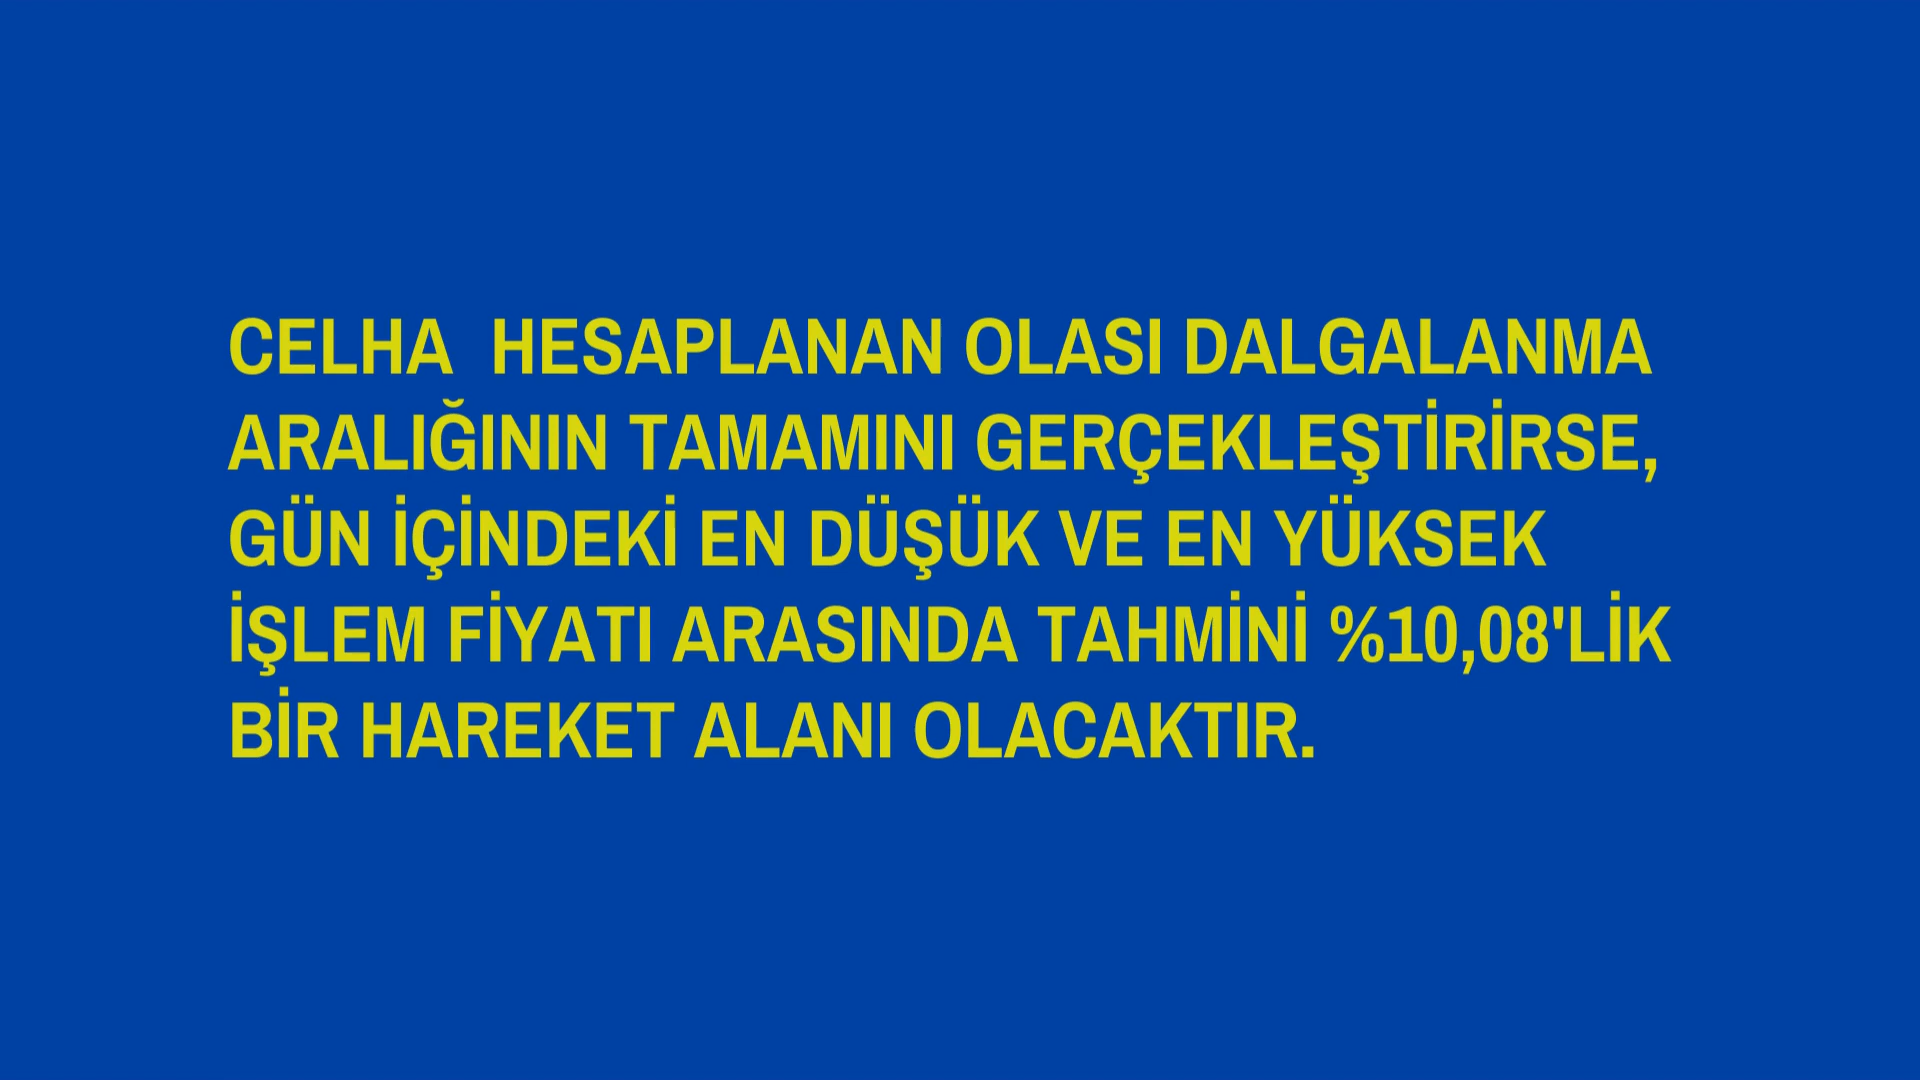 CELHA  HESAPLANAN OLASI DALGALANMA
ARALIĞININ TAMAMINI GERÇEKLEŞTİRİRSE,
GÜN İÇİNDEKİ EN DÜŞÜK VE EN YÜKSEK
İŞLEM FİYATI ARASINDA TAHMİNİ %10,08'LİK
BİR HAREKET ALANI OLACAKTIR.